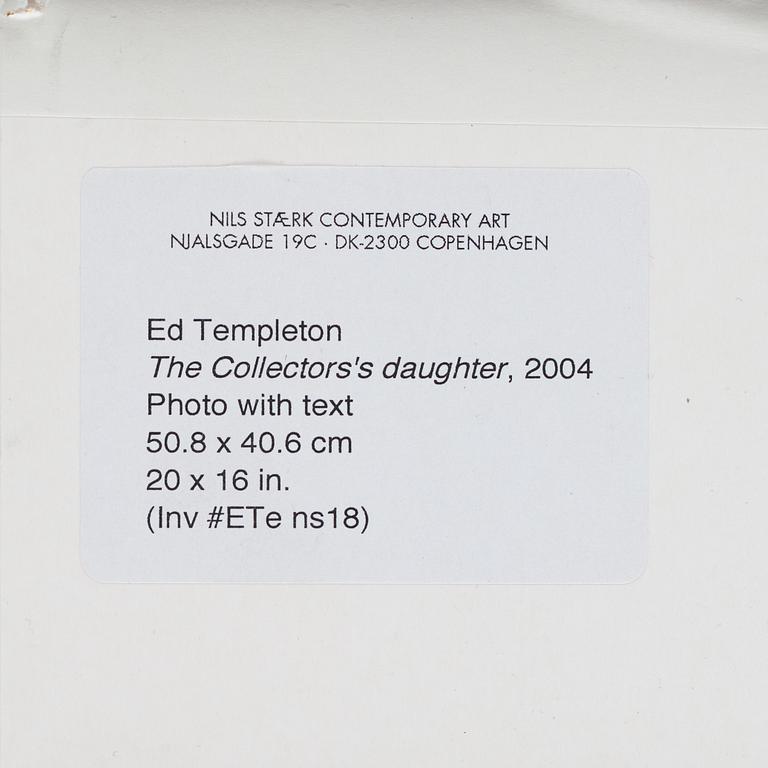 NILS STÆRK CONTEMPORARY ART
NJALSGADE 19C · DK-2300 COPENHAGEN
Ed Templeton
The Collectors's daughter, 2004
Photo with text
50.8 x 40.6 cm
20 x 16 in.
(Inv #ETe ns18)